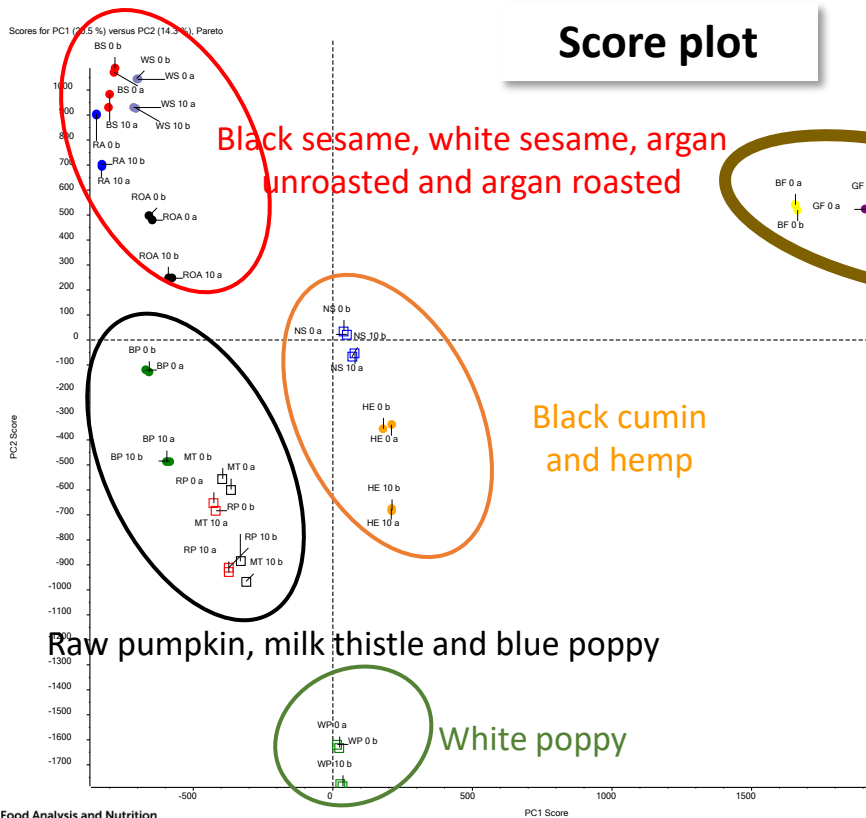 Score plot
Scores for PC1 (20.5 %) versus PC2 (14.3 %), Pareto
BS 0 b
WS 0 b
WS 0 a
BS 0 a
WS 10 a
BS 10 a
WS 10 b
RA 0 b
RA 10 b
RA 10 a
ROA 0 b
ROA 0 a
ROA 10 b
ROA 10 a
Black sesame, white sesame, argan
unroasted and argan roasted
BF 0 a
BF 0 b
GF 0 a
GF
NS 0 b
NS 0 a
NS 10 b
NS 10 a
HE 0 b
HE 0 a
HE 10 b
HE 10 a
Black cumin
and hemp
BP 0 b
BP 0 a
BP 10 a
BP 10 b
MT 0 b
MT 0 a
RP 0 a
RP 0 b
MT 10 a
RP 10 b
RP 10 a
MT 10 b
Raw pumpkin, milk thistle and blue poppy
WP 0 a
WP 0 b
WP 10 b
White poppy
1000
900
800
700
600
500
400
300
200
100
0
-100
-200
-300
-400
-500
-600
-700
-800
-900
-1000
-1100
-1200
-1300
-1400
-1500
-1600
-1700
PC2 Score
-500
0
500
1000
1500
PC1 Score
Food Analysis and Nutrition